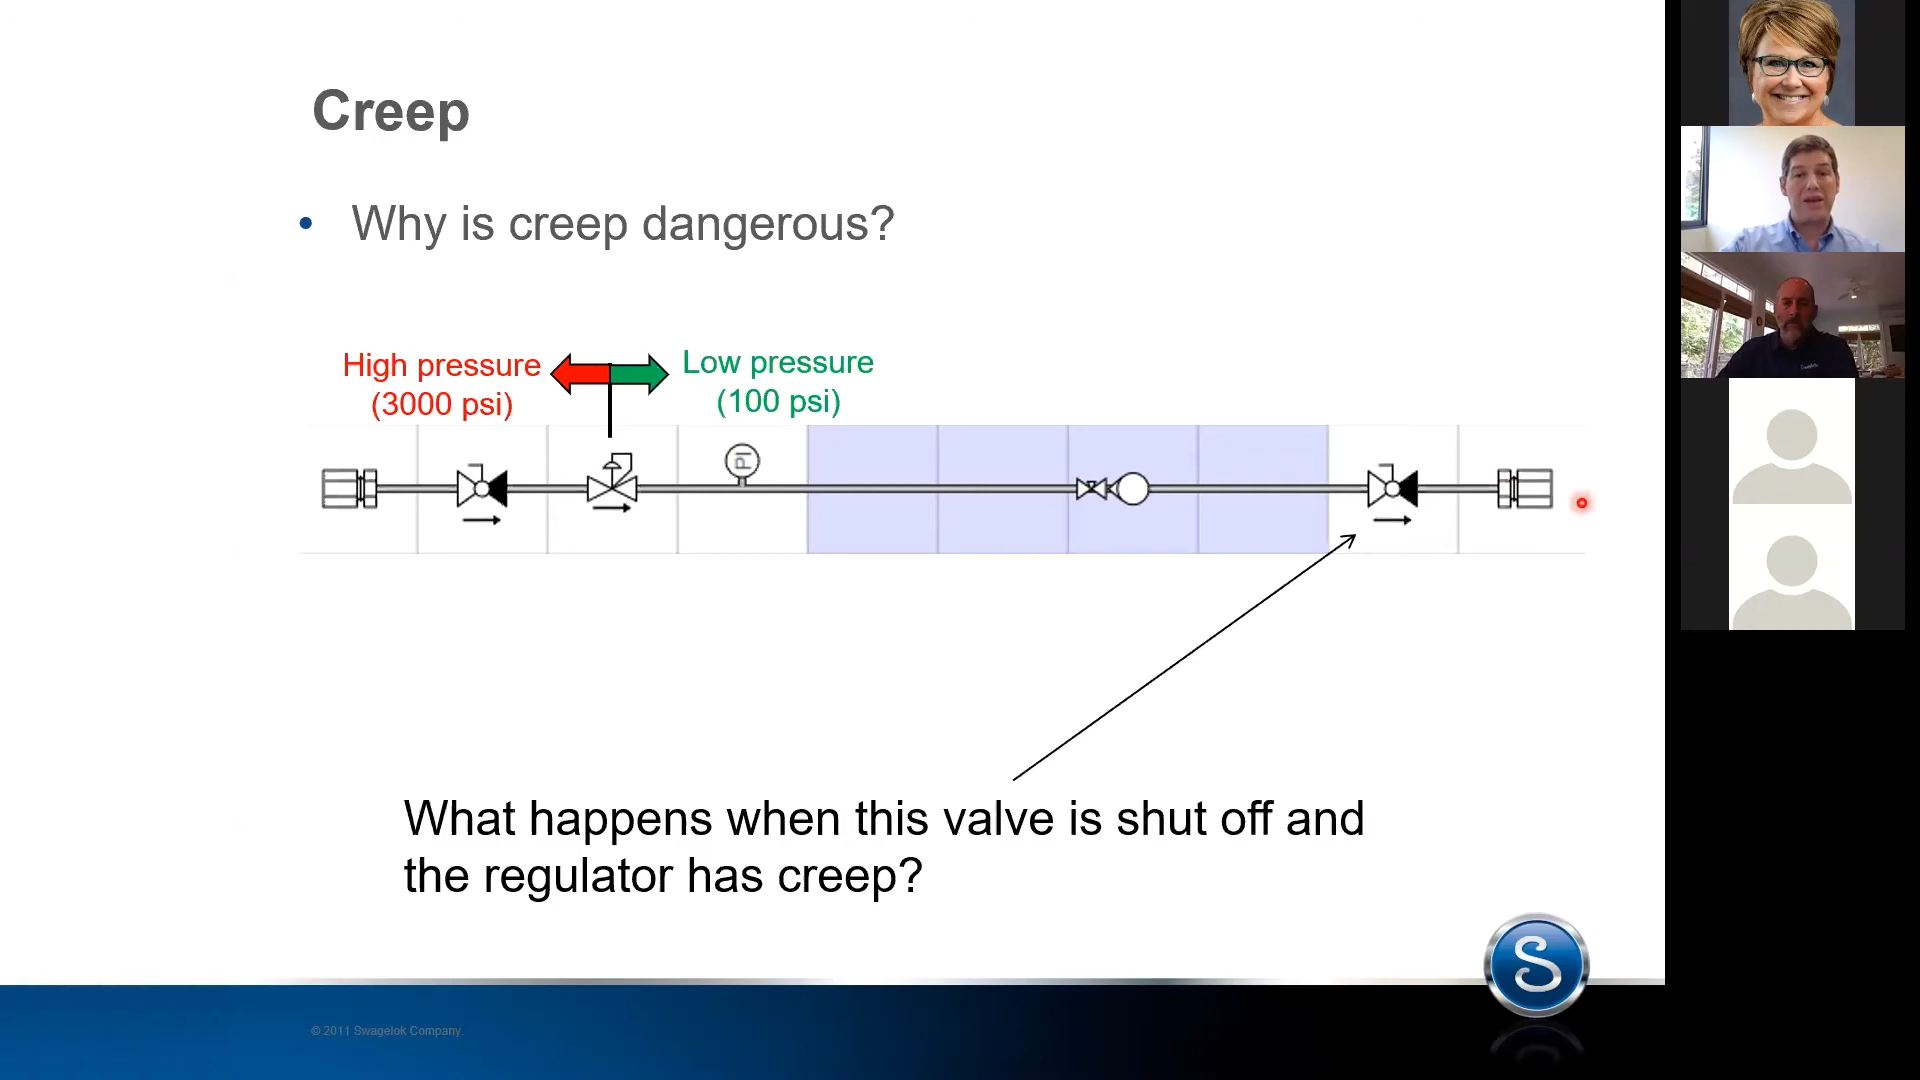 Creep
• Why is creep dangerous?
High pressure
(3000 psi)
Low pressure
(100 psi)
PI
What happens when this valve is shut off and
the regulator has creep?
S
© 2011 Swagelok Company.